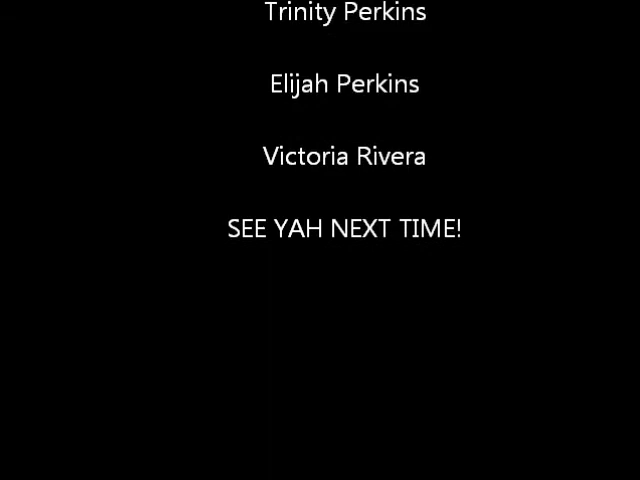 Trinity Perkins
Elijah Perkins
Victoria Rivera
SEE YAH NEXT TIME!